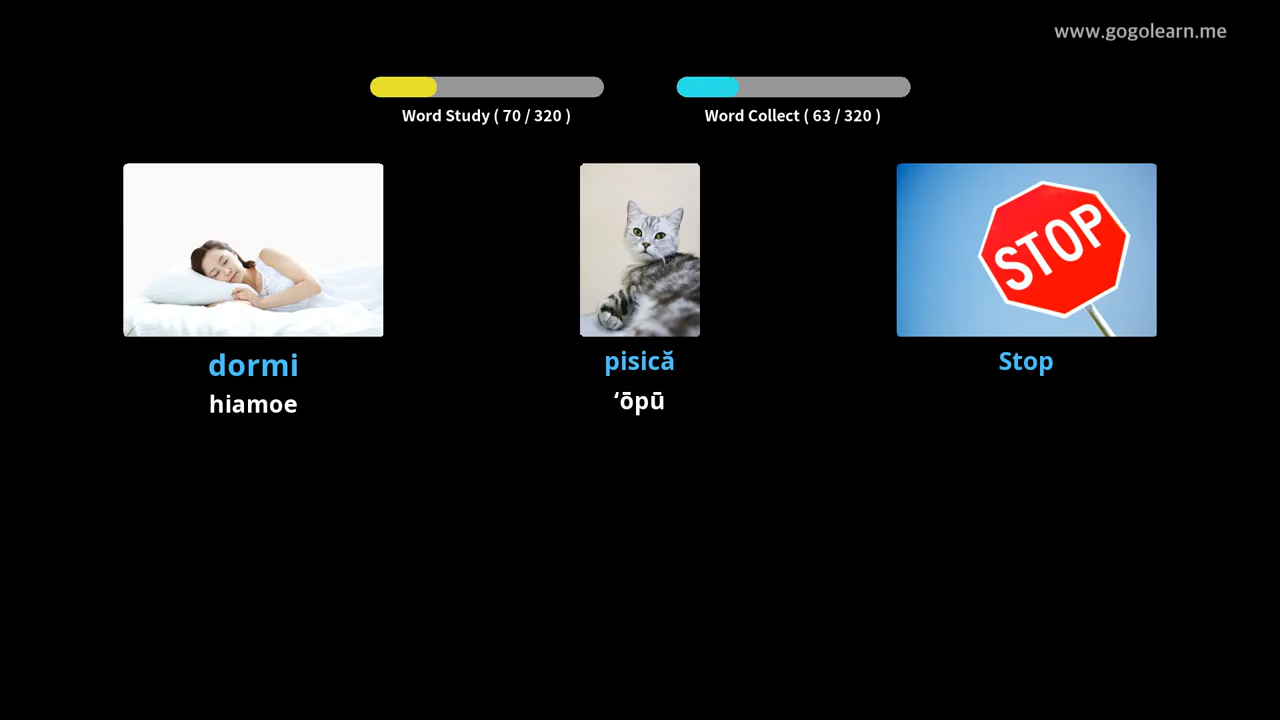 www.gogolearn.me
Word Study ( 70 / 320 )
Word Collect ( 63 / 320 )
STOP
dormi
pisică
Stop
hiamoe
ʻōpū